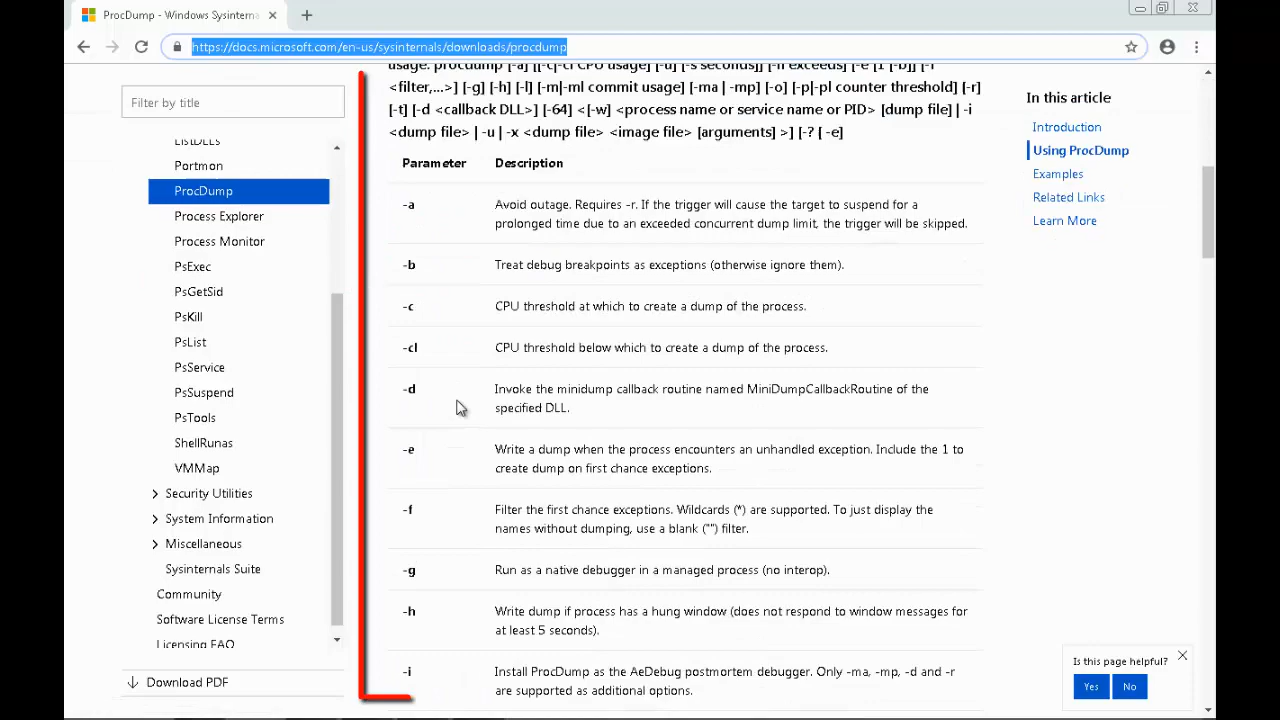 ProcDump - Windows Sysinterna
https://docs.microsoft.com/en-us/sysinternals/downloads/procdump
Filter by title
ListDLLs
Portmon
ProcDump
Process Explorer
Process Monitor
PsExec
PsGetSid
PsKill
PsList
PsService
PsSuspend
PsTools
ShellRunas
VMMap
Security Utilities
System Information
Miscellaneous
Sysinternals Suite
Community
Software License Terms
Licensing FAQ
Download PDF
usage: procdump [-a] [[-c|-cl CPU usage] [-u] [-s seconds]] [-n exceeds] [-e [1 [-b]] [-f
<filter,...>] [-g] [-h] [-l] [-m|-ml commit usage] [-ma | -mp] [-o] [-p|-pl counter threshold] [-r]
[-t] [-d <callback DLL>] [-64] <[-w] <process name or service name or PID> [dump file] | -i
<dump file> | -u | -x <dump file> <image file> [arguments] >] [-? [ -e]
Parameter Description
-a Avoid outage. Requires -r. If the trigger will cause the target to suspend for a
prolonged time due to an exceeded concurrent dump limit, the trigger will be skipped.
-b Treat debug breakpoints as exceptions (otherwise ignore them).
-c CPU threshold at which to create a dump of the process.
-cl CPU threshold below which to create a dump of the process.
-d Invoke the minidump callback routine named MiniDumpCallbackRoutine of the
specified DLL.
-e Write a dump when the process encounters an unhandled exception. Include the 1 to
create dump on first chance exceptions.
-f Filter the first chance exceptions. Wildcards (*) are supported. To just display the
names without dumping, use a blank ("") filter.
-g Run as a native debugger in a managed process (no interop).
-h Write dump if process has a hung window (does not respond to window messages for
at least 5 seconds).
-i Install ProcDump as the AeDebug postmortem debugger. Only -ma, -mp, -d and -r
are supported as additional options.
In this article
Introduction
Using ProcDump
Examples
Related Links
Learn More
Is this page helpful?
Yes No